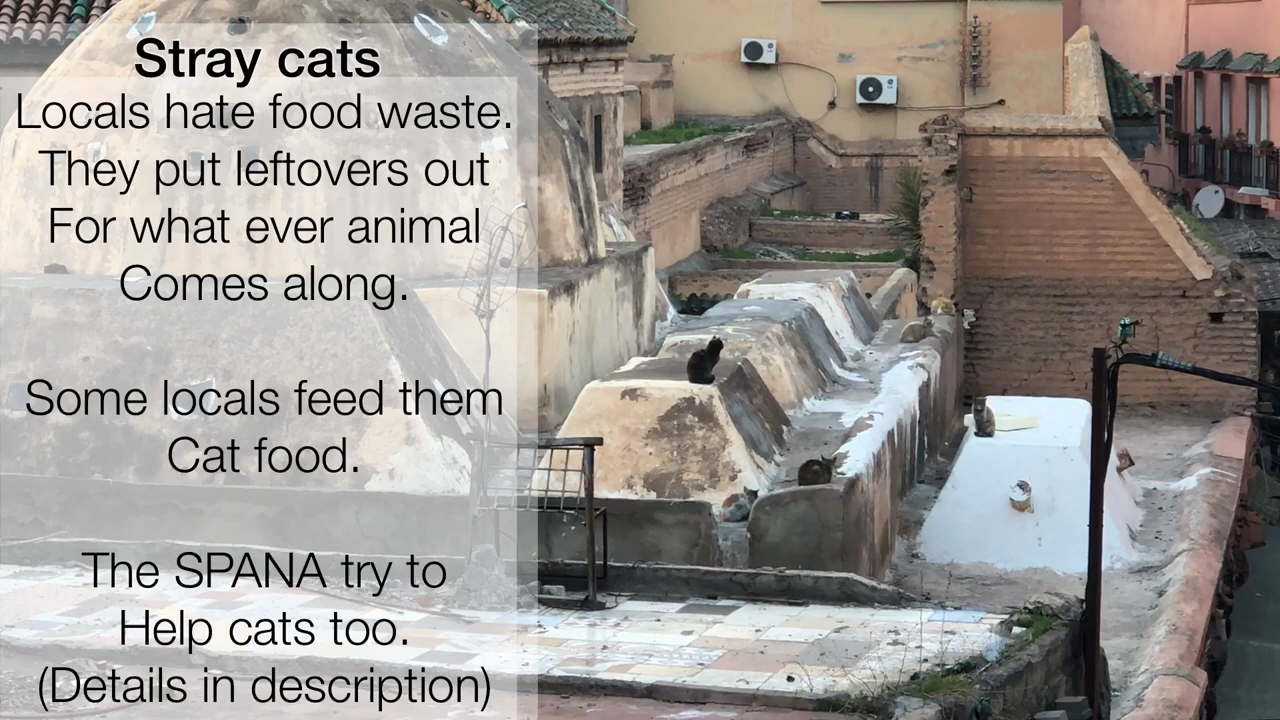 Stray cats
Locals hate food waste.
They put leftovers out
For what ever animal
Comes along.
Some locals feed them
Cat food.
The SPANA try to
Help cats too.
(Details in description)